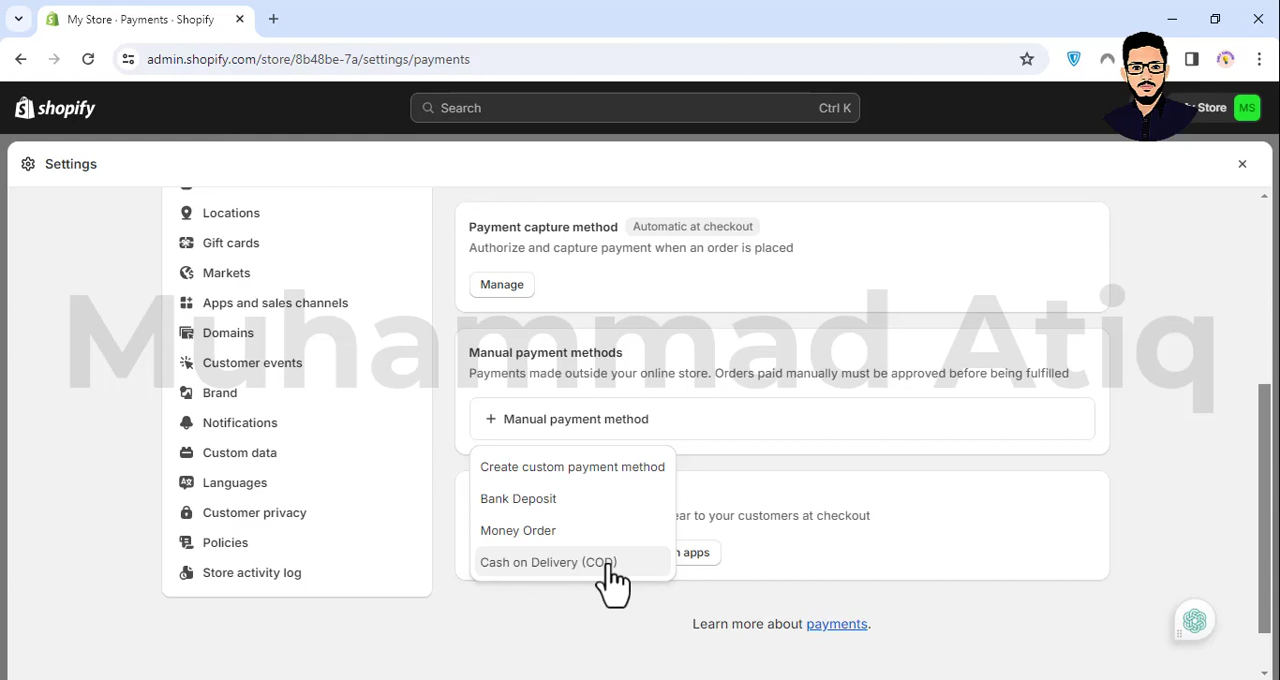 My Store · Payments · Shopify
admin.shopify.com/store/8b48be-7a/settings/payments
shopify
Search
Ctrl K
Store
MS
Settings
Locations
Gift cards
Markets
Apps and sales channels
Domains
Customer events
Brand
Notifications
Custom data
Languages
Customer privacy
Policies
Store activity log
Payment capture method Automatic at checkout
Authorize and capture payment when an order is placed
Manage
Muhammad Atiq
Manual payment methods
Payments made outside your online store. Orders paid manually must be approved before being fulfilled
+ Manual payment method
Create custom payment method
Bank Deposit
Money Order
Cash on Delivery (COD)
to your customers at checkout
apps
Learn more about payments.